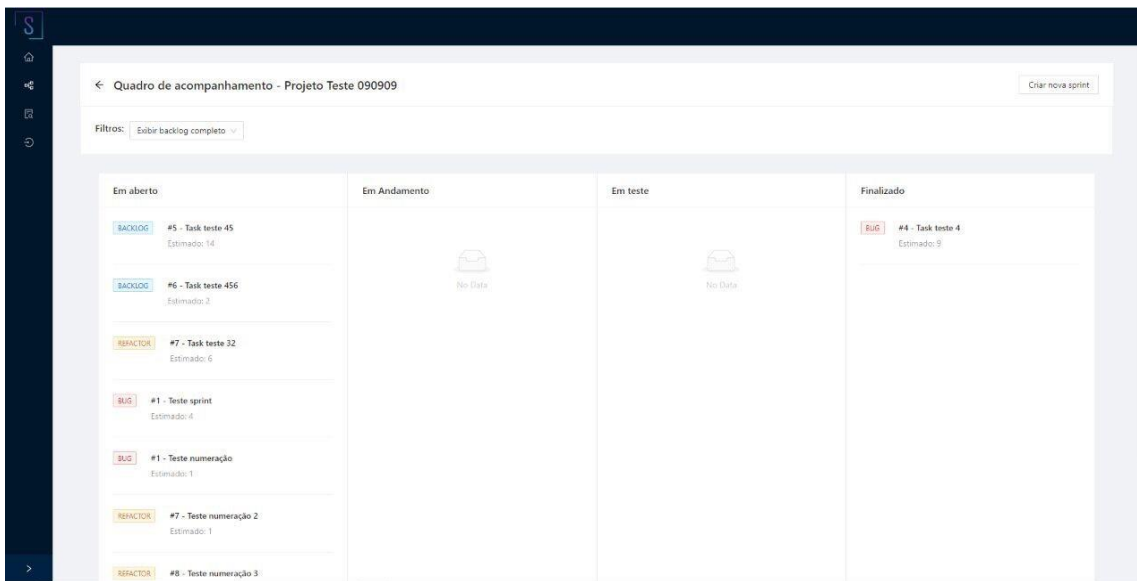 S
Quadro de acompanhamento - Projeto Teste 090909
Criar nova sprint
Filtros: Exibir backlog completo
Em aberto
Em Andamento
Em teste
Finalizado
BACKLOG #5 - Task teste 45
Estimado: 14
BACKLOG #6 - Task teste 456
Estimado: 2
REFACTOR #7 - Task teste 32
Estimado: 6
BUG #1 - Teste sprint
Estimado: 4
BUG #1 - Teste numeração
Estimado: 1
REFACTOR #7 - Teste numeração 2
Estimado: 1
REFACTOR #8 - Teste numeração 3
No Data
No Data
BUG #4 - Task teste 4
Estimado: 9